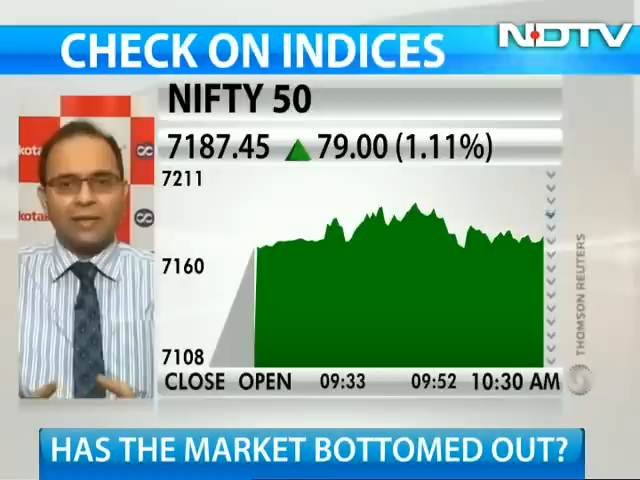 CHECK ON INDICES
NDTV
NIFTY 50
7187.45 ▲ 79.00 (1.11%)
7211
7160
7108
CLOSE OPEN 09:33 09:52 10:30 AM
THOMSON REUTERS
kota
kotak
HAS THE MARKET BOTTOMED OUT?